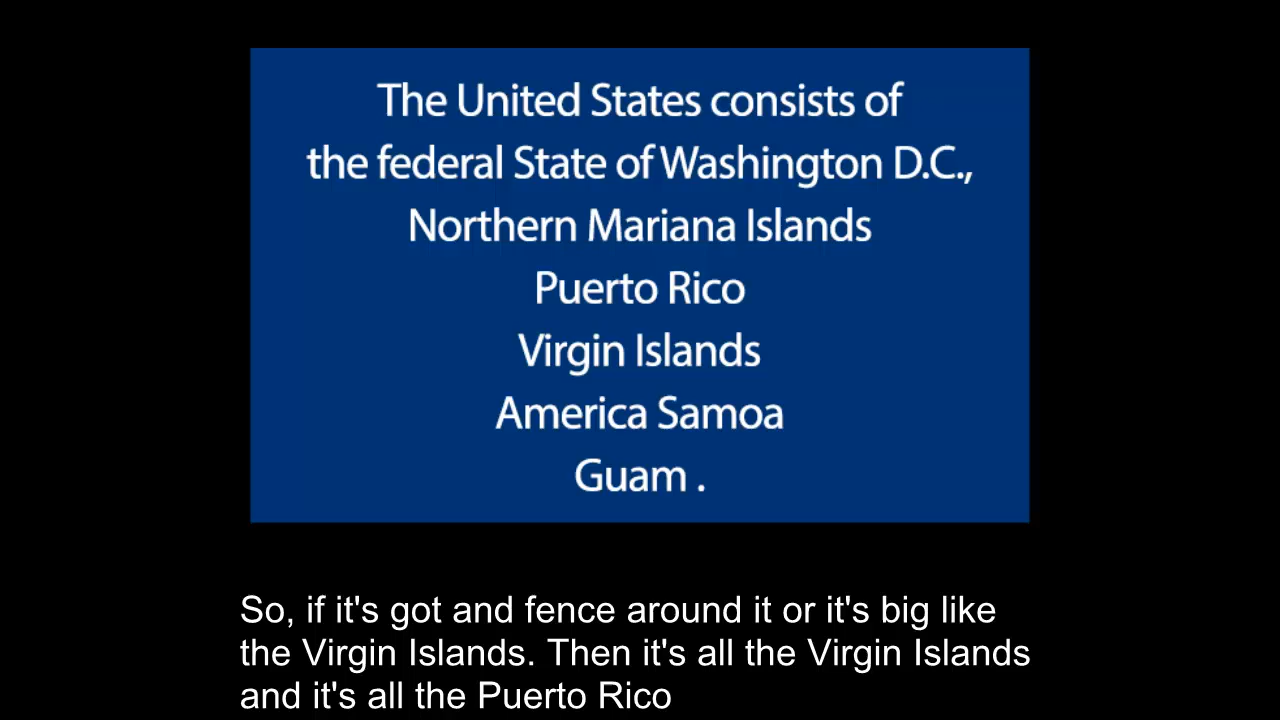 The United States consists of
the federal State of Washington D.C.,
Northern Mariana Islands
Puerto Rico
Virgin Islands
America Samoa
Guam .
So, if it's got and fence around it or it's big like
the Virgin Islands. Then it's all the Virgin Islands
and it's all the Puerto Rico